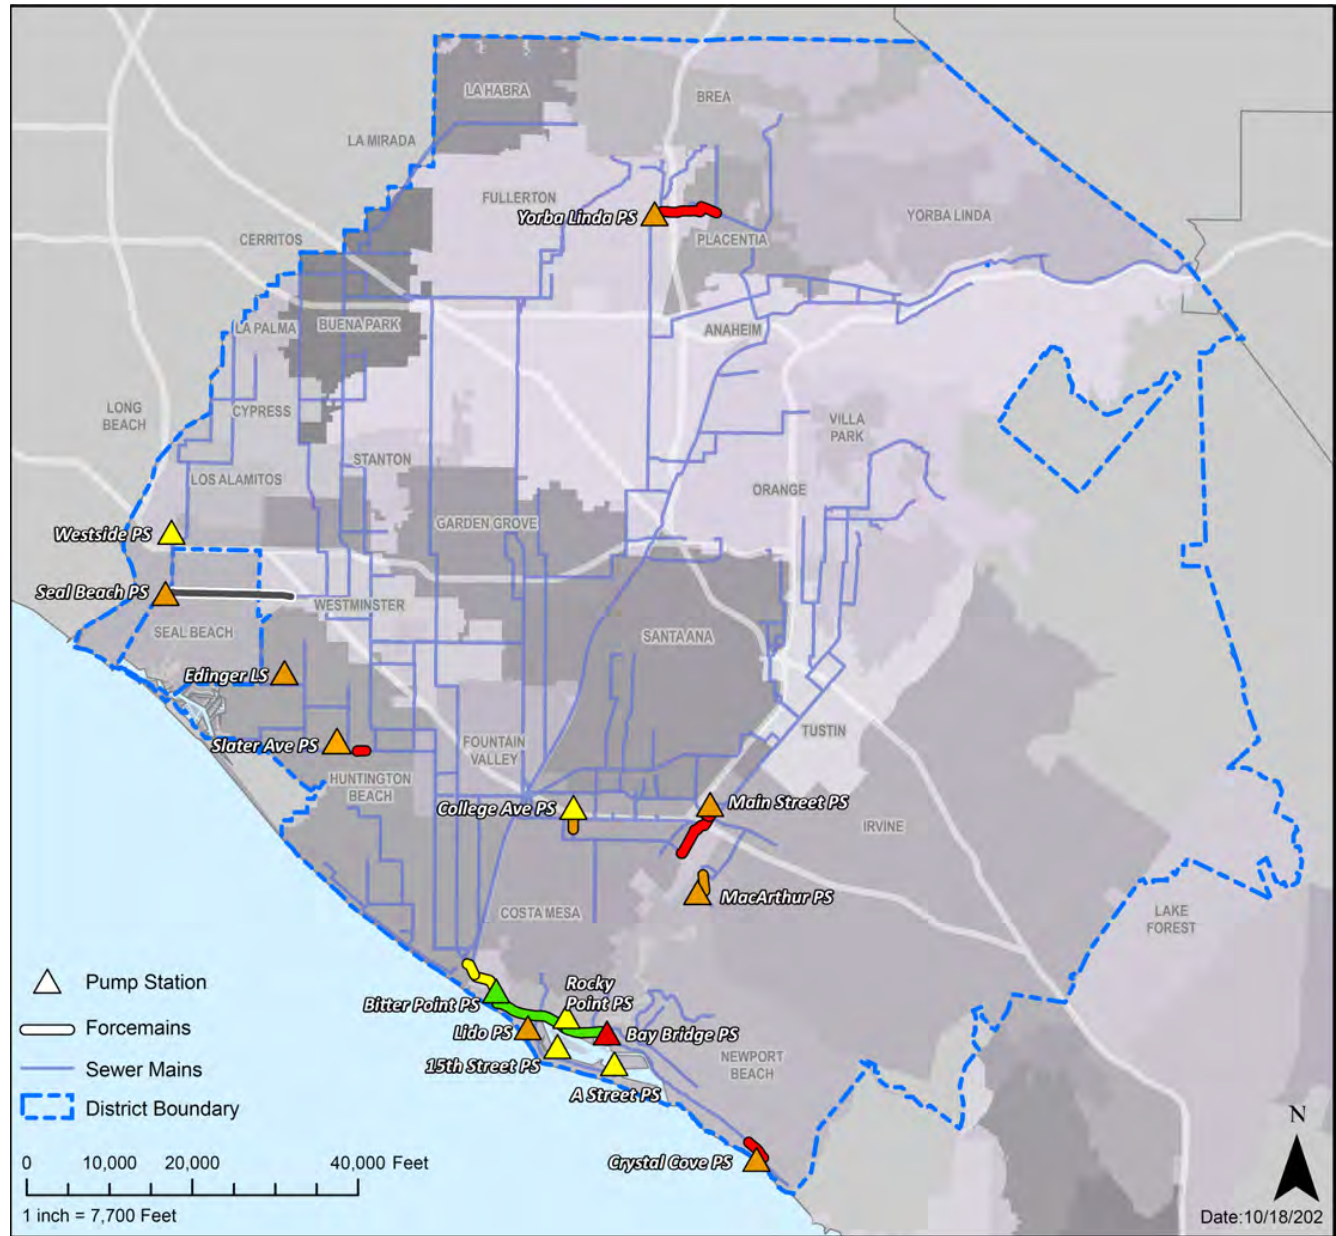 LA HABRA
BREA
LA MIRADA
FULLERTON
Yorba Linda PS
YORBA LINDA
CERRITOS
PLACENTIA
LA PALMA
BUENA PARK
ANAHEIM
LONG
BEACH
CYPRESS
VILLA
PARK
STANTON
LOS ALAMITOS
ORANGE
GARDEN GROVE
Westside PS
Seal Beach PS
WESTMINSTER
SEAL BEACH
SANTA ANA
Edinger LS
Slater Ave PS
FOUNTAIN
VALLEY
TUSTIN
HUNTINGTON
BEACH
College Ave PS
Main Street PS
IRVINE
MacArthur PS
COSTA MESA
LAKE
FOREST
Rocky
Point PS
Bitter Point PS
Lido PS
Bay Bridge PS
15th Street PS
NEWPORT
BEACH
A Street PS
Crystal Cove PS
Pump Station
Forcemains
Sewer Mains
District Boundary
0 10,000 20,000 40,000 Feet
1 inch = 7,700 Feet
N
Date:10/18/202